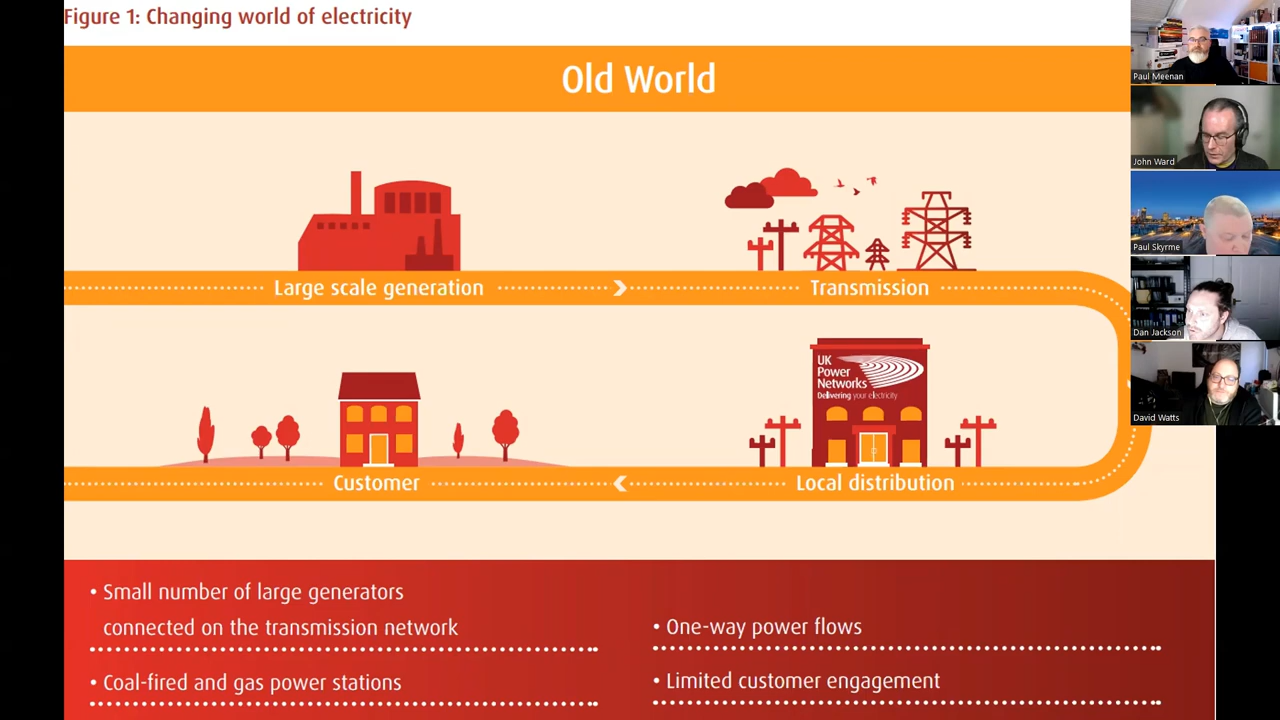 Figure 1: Changing world of electricity
Old World
Large scale generation
Transmission
UK
Power
Networks
Delivering your electricity
Customer
Local distribution
• Small number of large generators
connected on the transmission network
• Coal-fired and gas power stations
• One-way power flows
• Limited customer engagement
Paul Meenan
John Ward
Paul Skyrme
Dan Jackson
David Watts